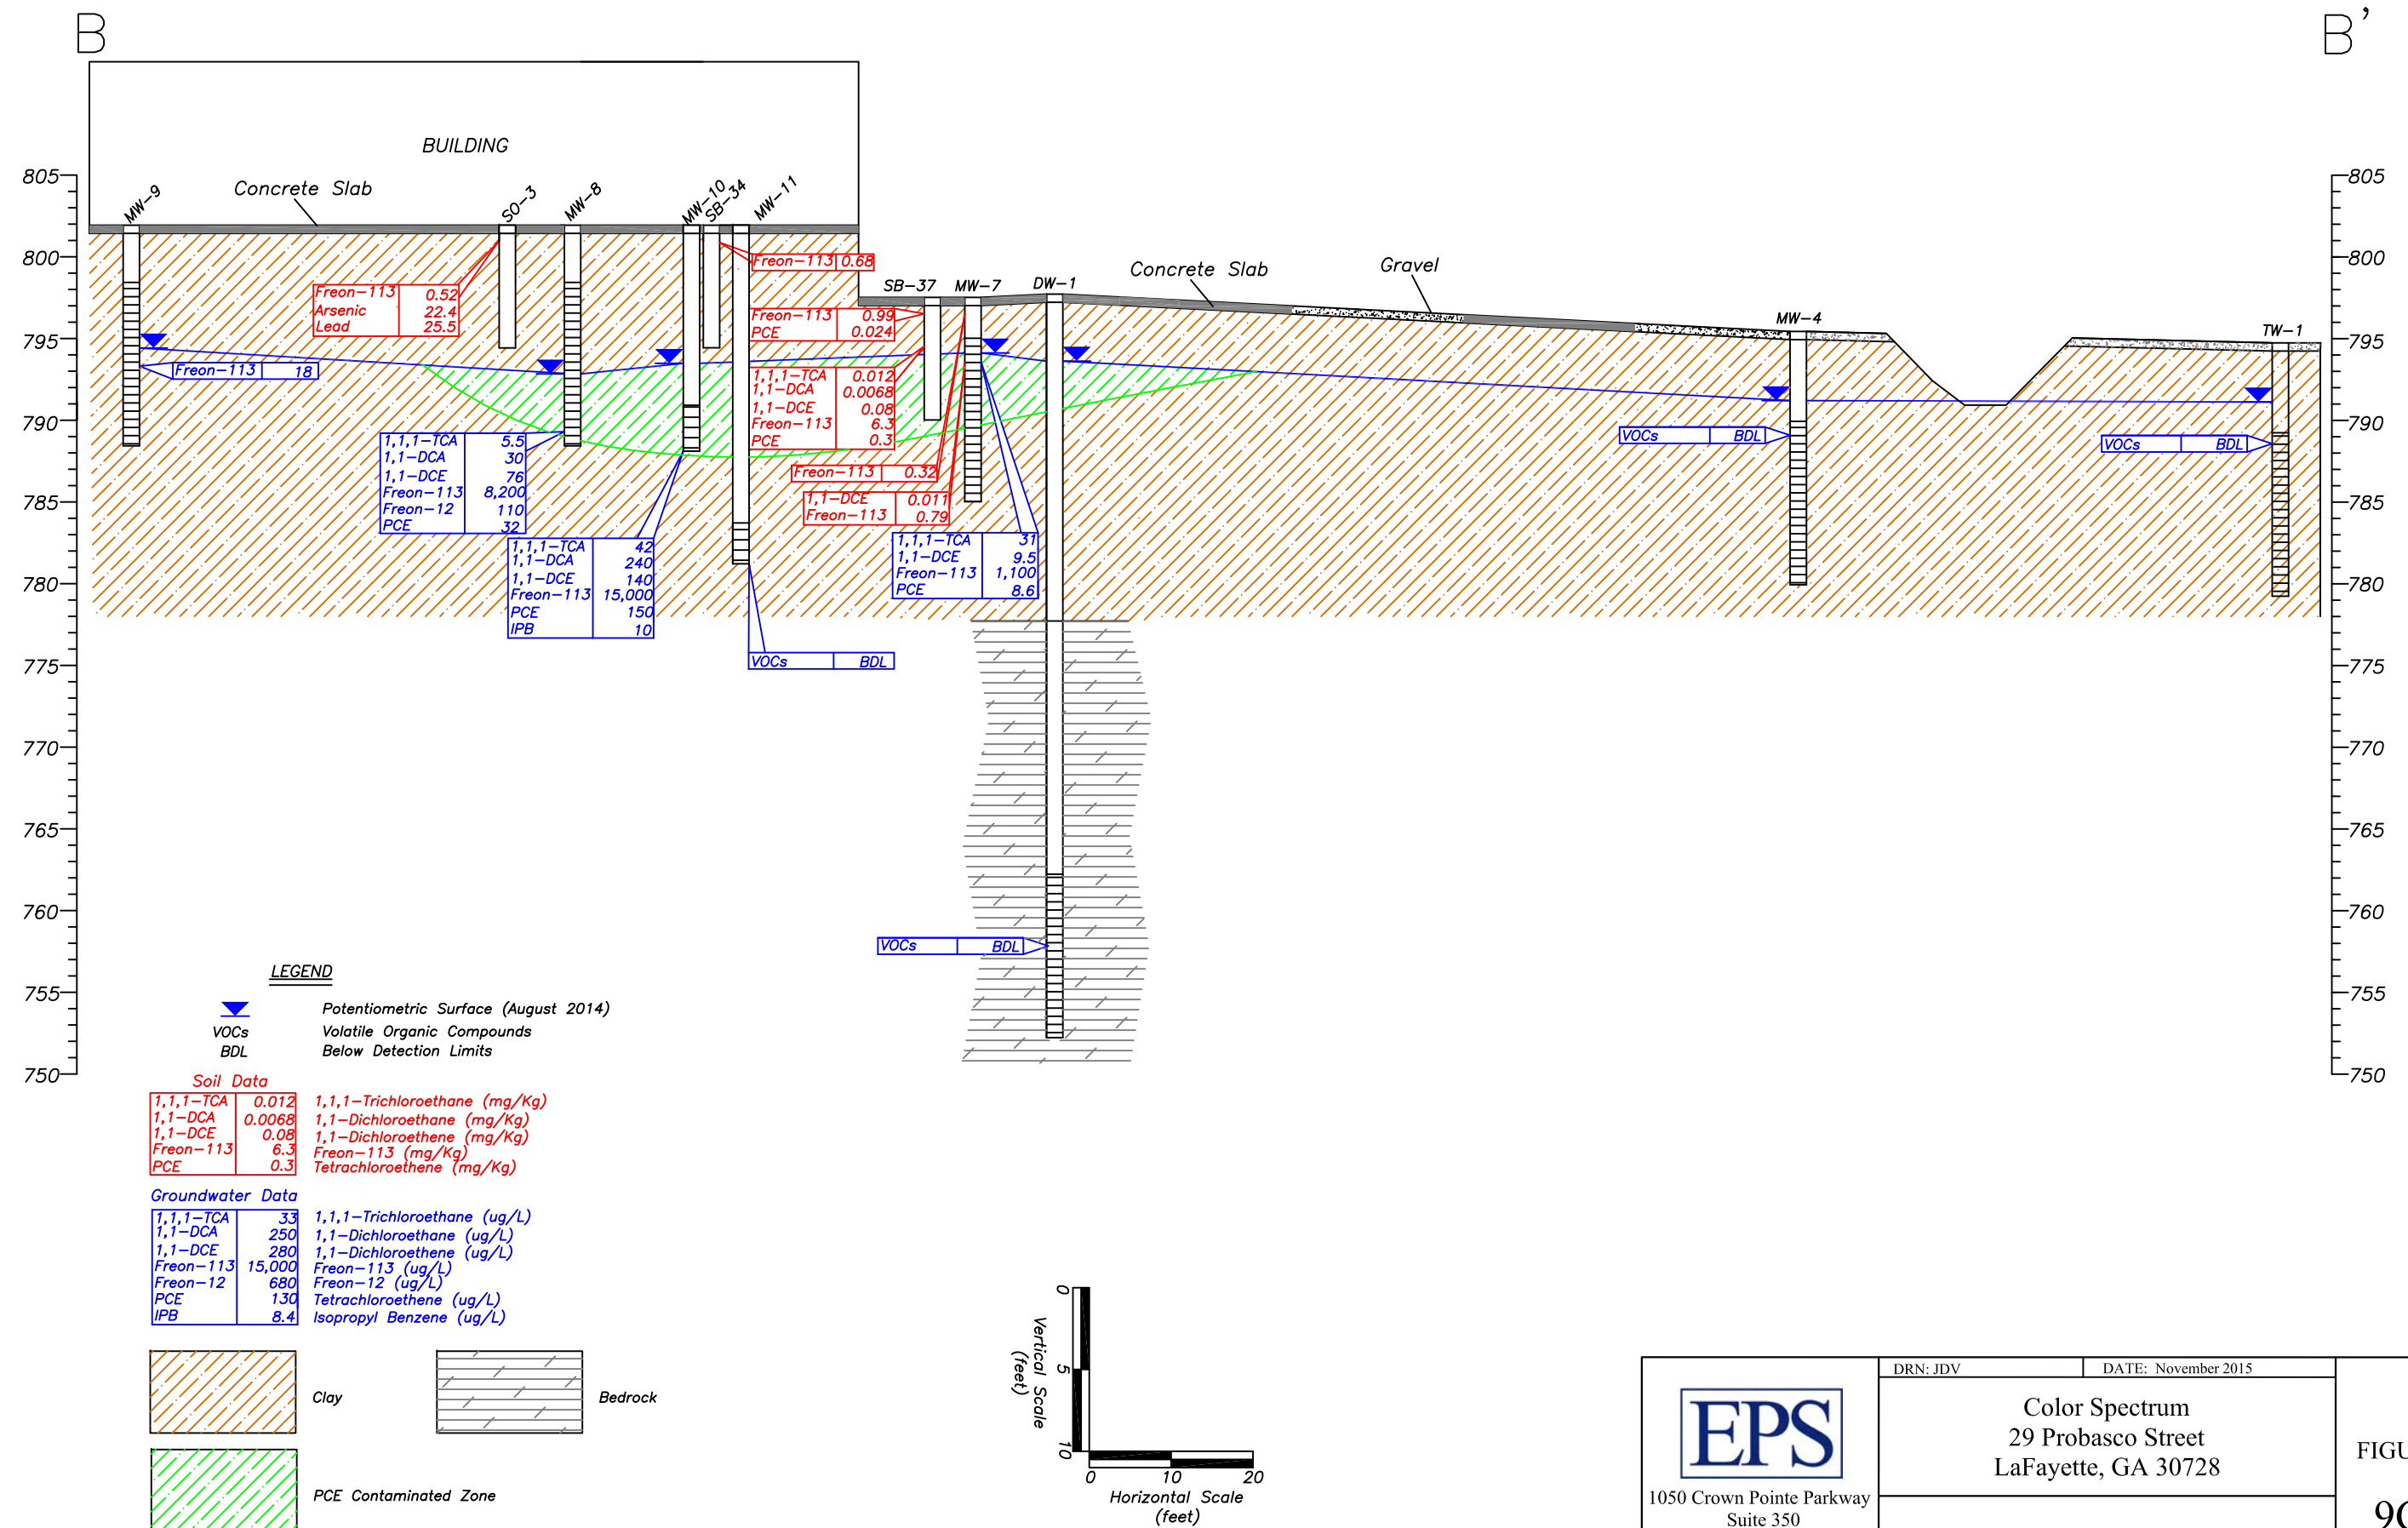 B
B'
BUILDING
805
800
795
790
785
780
775
770
765
760
755
750
805
800
795
790
785
780
775
770
765
760
755
750
MW-9
Concrete Slab
SO-3
MW-8
MW-10
SB-34
MW-11
SB-37
MW-7
DW-1
Concrete Slab
Gravel
MW-4
TW-1
Freon-113 0.68
Freon-113 0.52
Arsenic 22.4
Lead 25.5
Freon-113 0.99
PCE 0.024
Freon-113 18
1,1,1-TCA 0.012
1,1-DCA 0.0068
1,1-DCE 0.08
Freon-113 6.3
PCE 0.3
1,1,1-TCA 5.5
1,1-DCA 30
1,1-DCE 76
Freon-113 8,200
Freon-12 110
PCE 32
Freon-113 0.32
1,1-DCE 0.011
Freon-113 0.79
1,1,1-TCA 42
1,1-DCA 240
1,1-DCE 140
Freon-113 15,000
PCE 150
IPB 10
1,1,1-TCA 31
1,1-DCE 9.5
Freon-113 1,100
PCE 8.6
VOCs BDL
VOCs BDL
VOCs BDL
VOCs BDL
LEGEND
Potentiometric Surface (August 2014)
VOCs Volatile Organic Compounds
BDL Below Detection Limits
Soil Data
1,1,1-TCA 0.012 1,1,1-Trichloroethane (mg/Kg)
1,1-DCA 0.0068 1,1-Dichloroethane (mg/Kg)
1,1-DCE 0.08 1,1-Dichloroethene (mg/Kg)
Freon-113 6.3 Freon-113 (mg/Kg)
PCE 0.3 Tetrachloroethene (mg/Kg)
Groundwater Data
1,1,1-TCA 33 1,1,1-Trichloroethane (ug/L)
1,1-DCA 250 1,1-Dichloroethane (ug/L)
1,1-DCE 280 1,1-Dichloroethene (ug/L)
Freon-113 15,000 Freon-113 (ug/L)
Freon-12 680 Freon-12 (ug/L)
PCE 130 Tetrachloroethene (ug/L)
IPB 8.4 Isopropyl Benzene (ug/L)
Clay
Bedrock
PCE Contaminated Zone
0
5
10
Vertical Scale
(feet)
0 10 20
Horizontal Scale
(feet)
EPS
1050 Crown Pointe Parkway
Suite 350
DRN: JDV
DATE: November 2015
Color Spectrum
29 Probasco Street
LaFayette, GA 30728